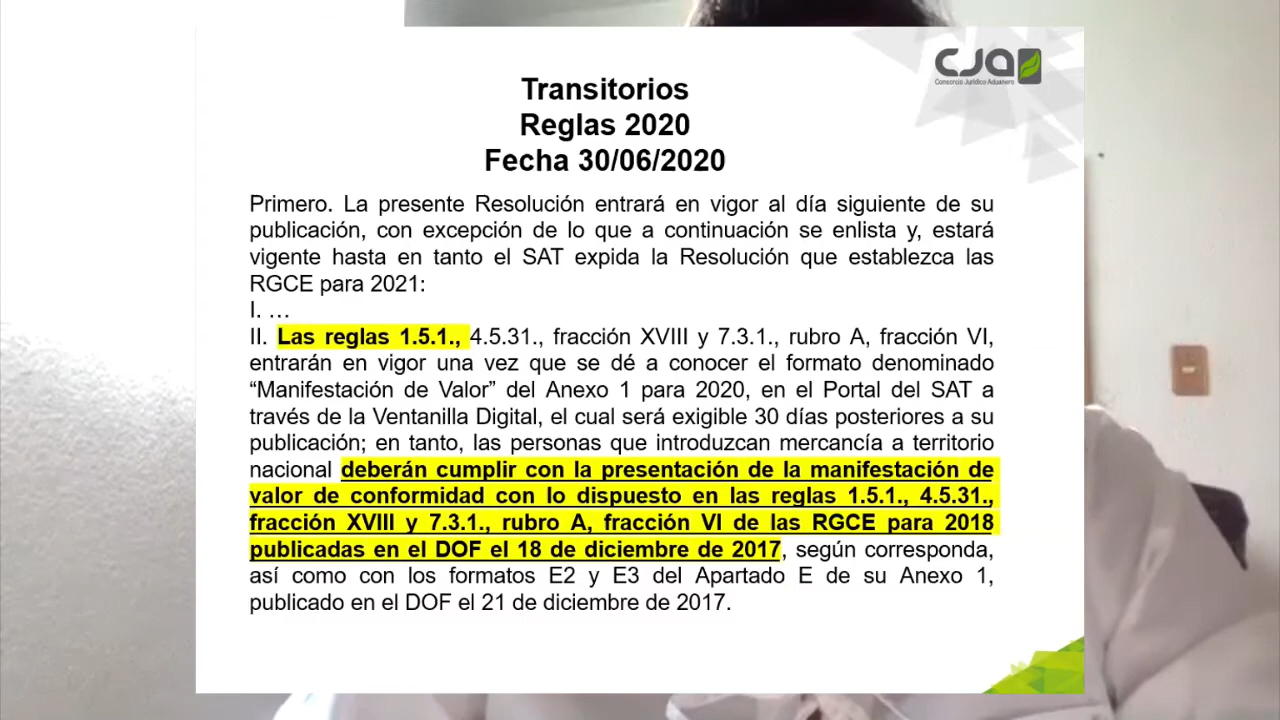 CJA
Consorcio Jurídico Aduanero
Transitorios
Reglas 2020
Fecha 30/06/2020
Primero. La presente Resolución entrará en vigor al día siguiente de su
publicación, con excepción de lo que a continuación se enlista y, estará
vigente hasta en tanto el SAT expida la Resolución que establezca las
RGCE para 2021:
I. …
II. Las reglas 1.5.1., 4.5.31., fracción XVIII y 7.3.1., rubro A, fracción VI,
entrarán en vigor una vez que se dé a conocer el formato denominado
“Manifestación de Valor” del Anexo 1 para 2020, en el Portal del SAT a
través de la Ventanilla Digital, el cual será exigible 30 días posteriores a su
publicación; en tanto, las personas que introduzcan mercancía a territorio
nacional deberán cumplir con la presentación de la manifestación de
valor de conformidad con lo dispuesto en las reglas 1.5.1., 4.5.31.,
fracción XVIII y 7.3.1., rubro A, fracción VI de las RGCE para 2018
publicadas en el DOF el 18 de diciembre de 2017, según corresponda,
así como con los formatos E2 y E3 del Apartado E de su Anexo 1,
publicado en el DOF el 21 de diciembre de 2017.